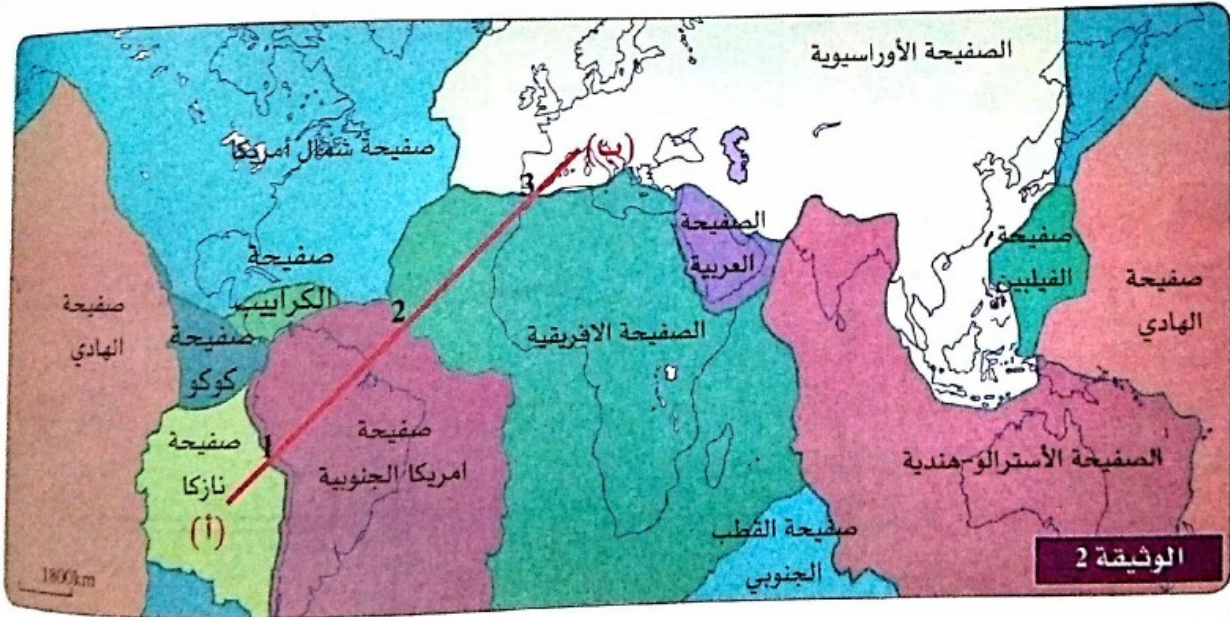 الصفيحة الأوراسيوية
صفيحة شمال أمريكا
(ب)
3
الصفيحة
العربية
صفيحة
الفيلبين
صفيحة
الكراييب
صفيحة
الهادي
صفيحة
الهادي
2
الصفيحة الافريقية
صفيحة
كوكو
صفيحة
نازكا
(أ)
1
صفيحة
امريكا الجنوبية
الصفيحة الأسترالو-هندية
صفيحة القطب
الجنوبي
الوثيقة 2
1800km